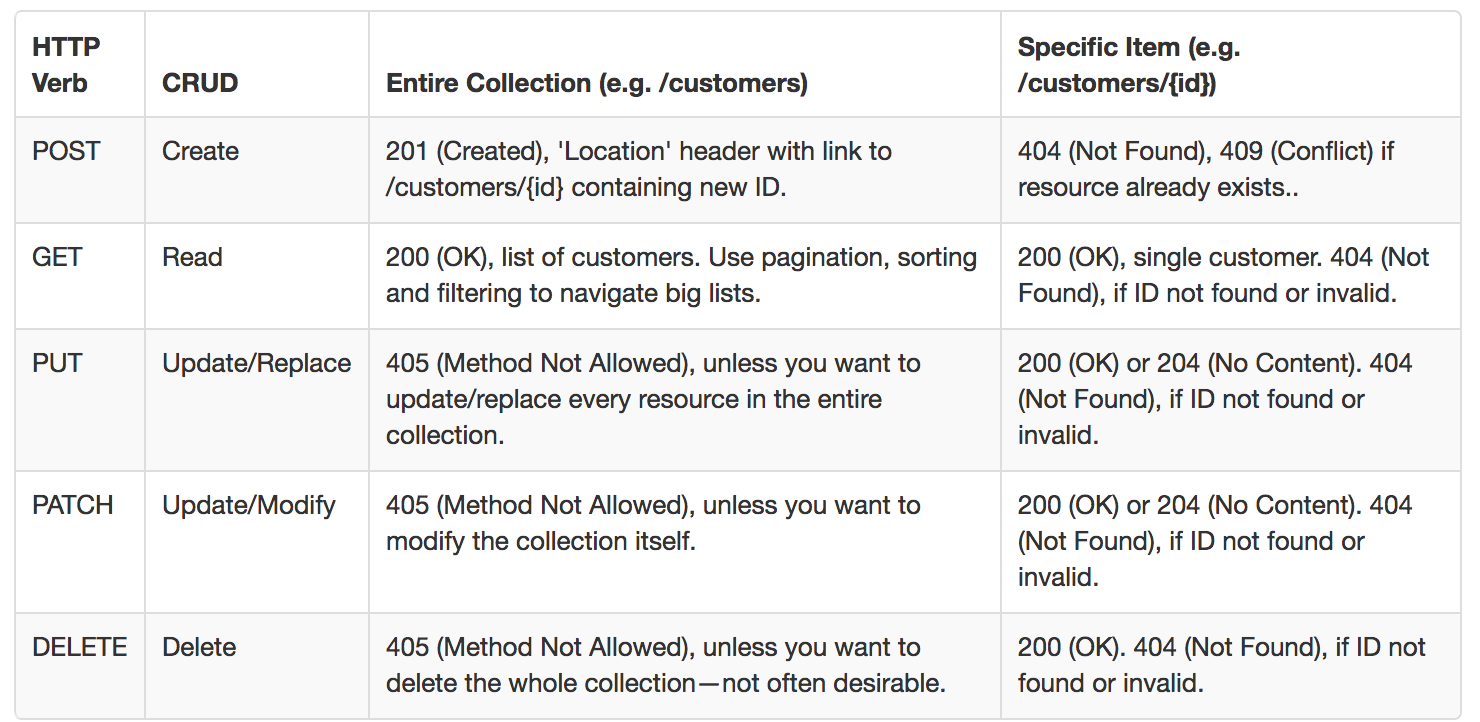 HTTP
Verb
CRUD
Entire Collection (e.g. /customers)
Specific Item (e.g.
/customers/{id})
POST
Create
201 (Created), 'Location' header with link to
/customers/{id} containing new ID.
404 (Not Found), 409 (Conflict) if
resource already exists..
GET
Read
200 (OK), list of customers. Use pagination, sorting
and filtering to navigate big lists.
200 (OK), single customer. 404 (Not
Found), if ID not found or invalid.
PUT
Update/Replace
405 (Method Not Allowed), unless you want to
update/replace every resource in the entire
collection.
200 (OK) or 204 (No Content). 404
(Not Found), if ID not found or
invalid.
PATCH
Update/Modify
405 (Method Not Allowed), unless you want to
modify the collection itself.
200 (OK) or 204 (No Content). 404
(Not Found), if ID not found or
invalid.
DELETE
Delete
405 (Method Not Allowed), unless you want to
delete the whole collection—not often desirable.
200 (OK). 404 (Not Found), if ID not
found or invalid.